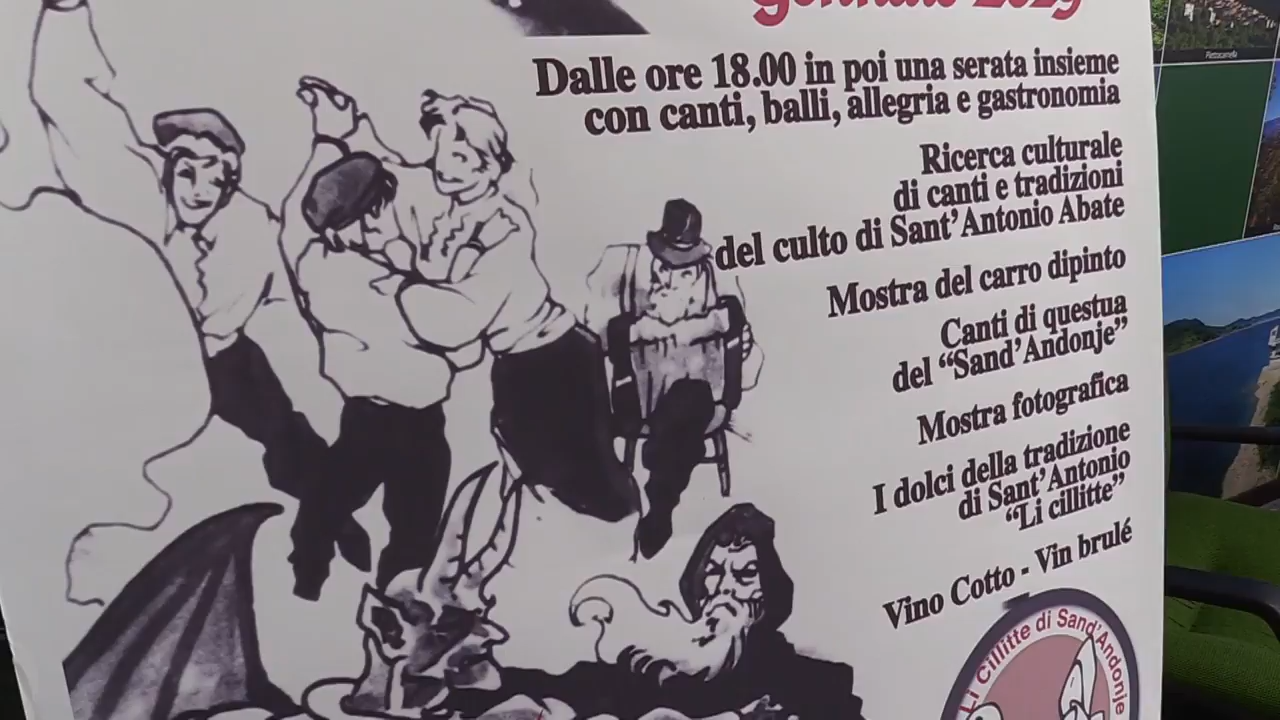 Dalle ore 18.00 in poi una serata insieme
con canti, balli, allegria e gastronomia
Ricerca culturale
di canti e tradizioni
del culto di Sant'Antonio Abate
Mostra del carro dipinto
Canti di questua
del “Sand'Andonje”
Mostra fotografica
I dolci della tradizione
di Sant'Antonio
“Li cillitte”
Vino Cotto - Vin brulé
Li Cillitte di Sand'Andonje